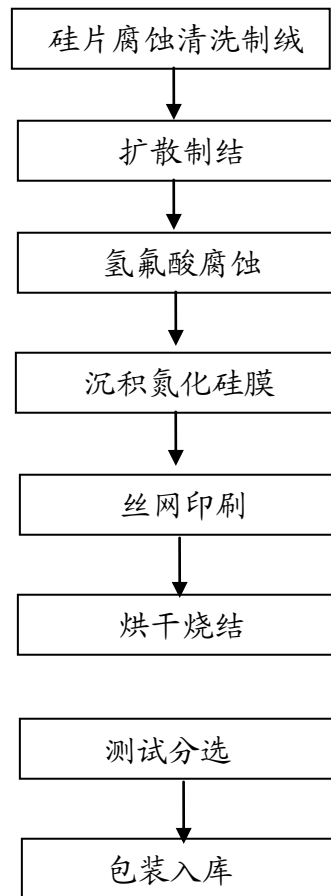 硅片腐蚀清洗制绒
扩散制结
氢氟酸腐蚀
沉积氮化硅膜
丝网印刷
烘干烧结
测试分选
包装入库